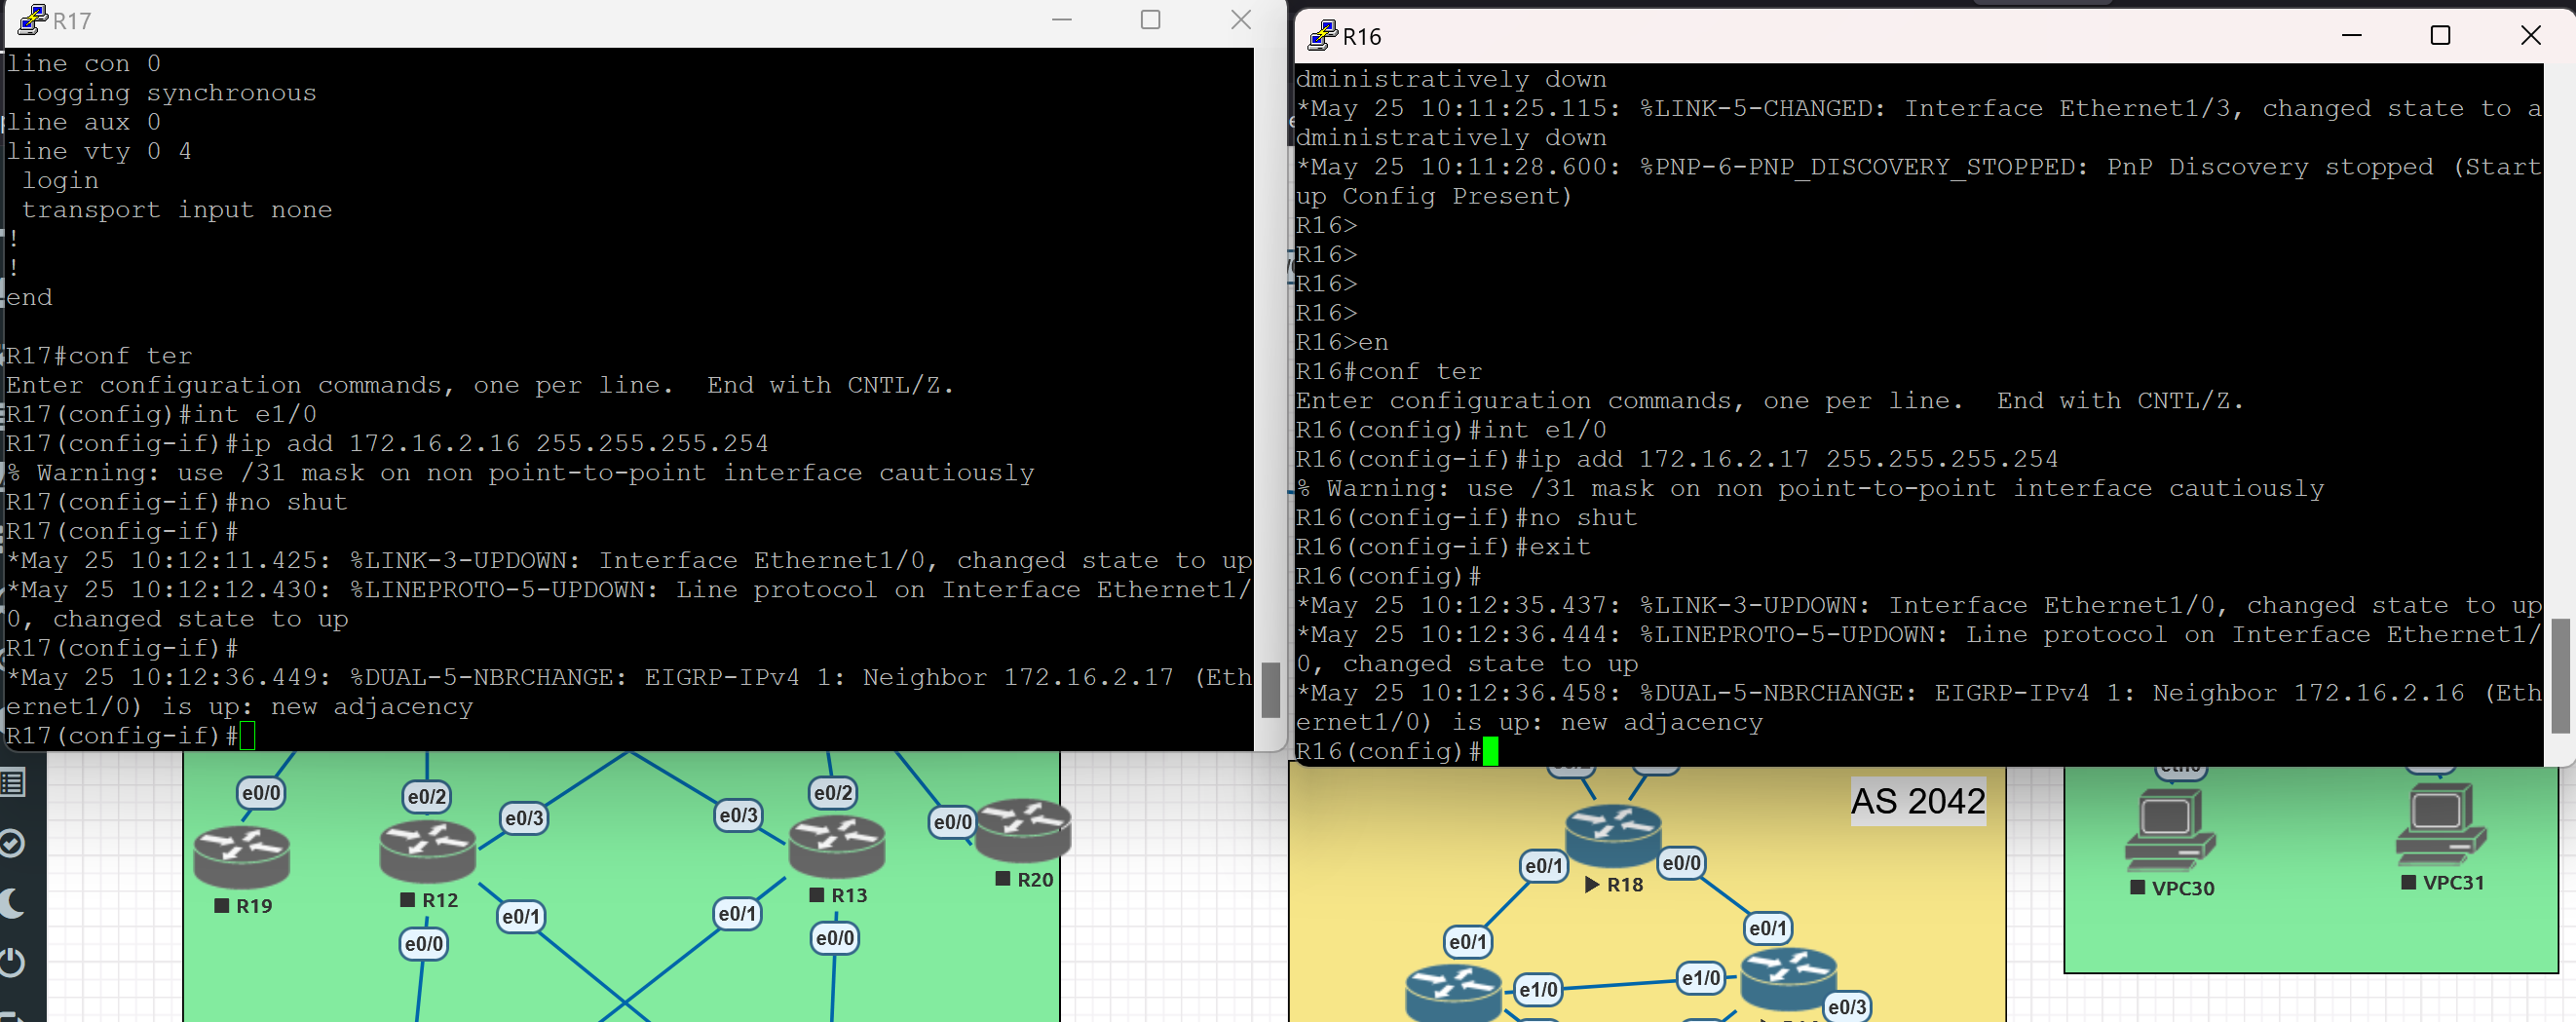 R17
line con 0
 logging synchronous
line aux 0
line vty 0 4
 login
 transport input none
!
!
end
R17#conf ter
Enter configuration commands, one per line.  End with CNTL/Z.
R17(config)#int e1/0
R17(config-if)#ip add 172.16.2.16 255.255.255.254
% Warning: use /31 mask on non point-to-point interface cautiously
R17(config-if)#no shut
R17(config-if)#
*May 25 10:12:11.425: %LINK-3-UPDOWN: Interface Ethernet1/0, changed state to up
*May 25 10:12:12.430: %LINEPROTO-5-UPDOWN: Line protocol on Interface Ethernet1/
0, changed state to up
R17(config-if)#
*May 25 10:12:36.449: %DUAL-5-NBRCHANGE: EIGRP-IPv4 1: Neighbor 172.16.2.17 (Eth
ernet1/0) is up: new adjacency
R17(config-if)#
R16
dministratively down
*May 25 10:11:25.115: %LINK-5-CHANGED: Interface Ethernet1/3, changed state to a
dministratively down
*May 25 10:11:28.600: %PNP-6-PNP_DISCOVERY_STOPPED: PnP Discovery stopped (Start
up Config Present)
R16>
R16>
R16>
R16>
R16>en
R16#conf ter
Enter configuration commands, one per line.  End with CNTL/Z.
R16(config)#int e1/0
R16(config-if)#ip add 172.16.2.17 255.255.255.254
% Warning: use /31 mask on non point-to-point interface cautiously
R16(config-if)#no shut
R16(config-if)#exit
R16(config)#
*May 25 10:12:35.437: %LINK-3-UPDOWN: Interface Ethernet1/0, changed state to up
*May 25 10:12:36.444: %LINEPROTO-5-UPDOWN: Line protocol on Interface Ethernet1/
0, changed state to up
*May 25 10:12:36.458: %DUAL-5-NBRCHANGE: EIGRP-IPv4 1: Neighbor 172.16.2.16 (Eth
ernet1/0) is up: new adjacency
R16(config)#
e0/0
e0/2
e0/3
e0/3
e0/2
e0/0
R19
R12
R13
R20
e0/1
e0/1
e0/0
e0/0
AS 2042
e0/1
e0/0
R18
e0/1
e0/1
e1/0
e1/0
e0/3
eth0
VPC30
VPC31